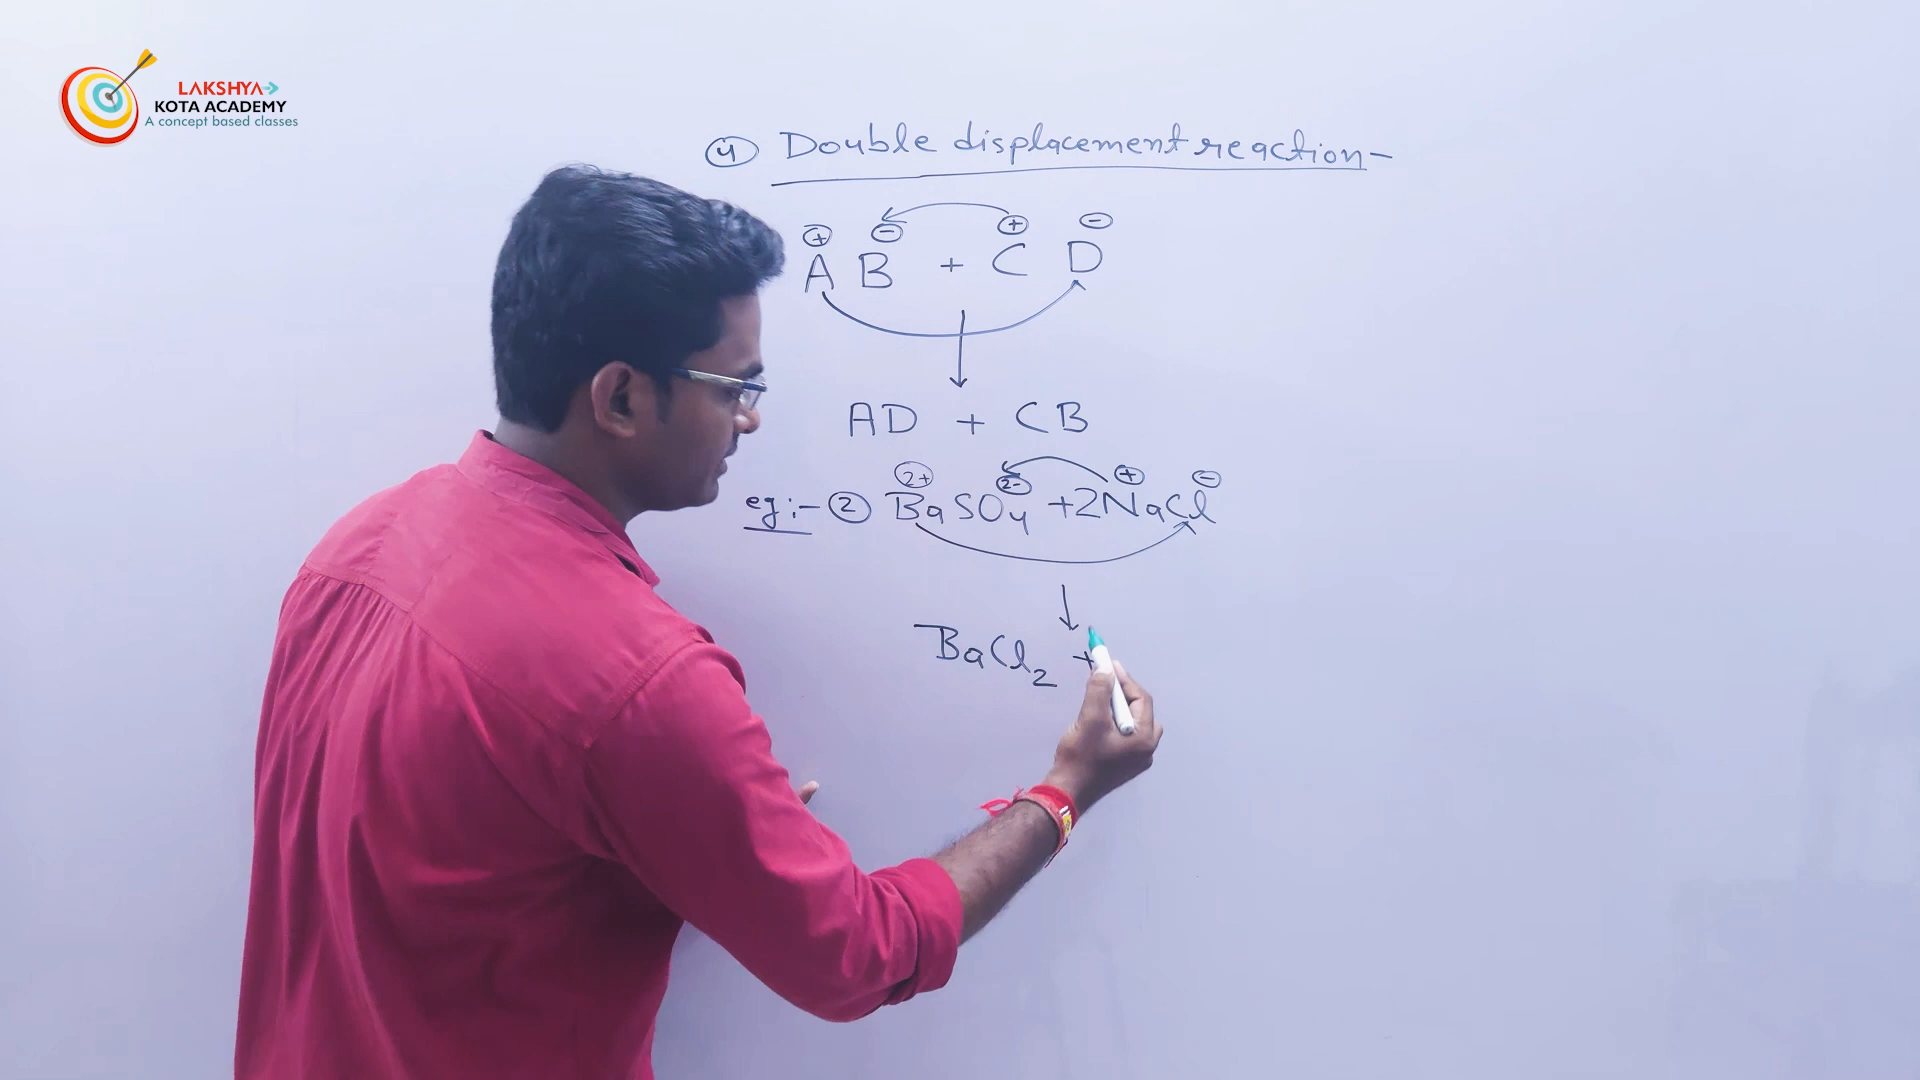 LAKSHYA
KOTA ACADEMY
A concept based classes
④ Double displacement reaction-
⊕ ⊖ ⊕ ⊖
A B + C D
AD + CB
2+ 2- ⊕ ⊖
eg:- ② BaSO4 +2NaCl
BaCl2 +